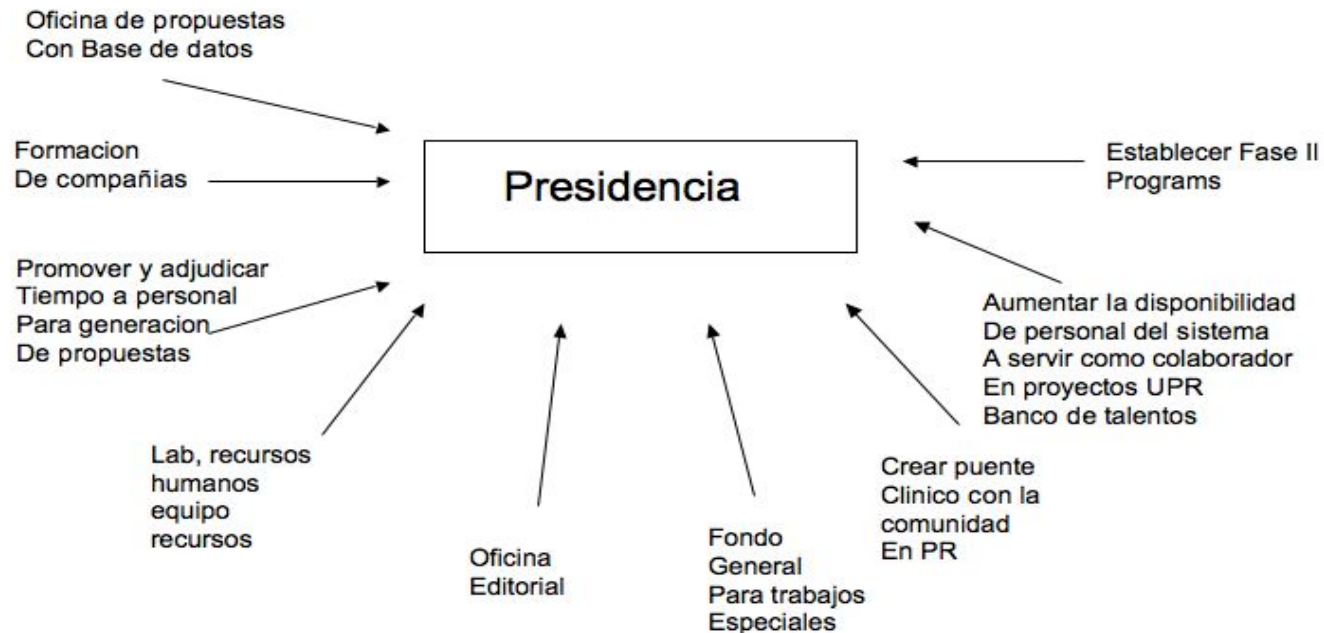 Oficina de propuestas
Con Base de datos
Formacion
De compañias
Promover y adjudicar
Tiempo a personal
Para generacion
De propuestas
Lab, recursos
humanos
equipo
recursos
Oficina
Editorial
Presidencia
Fondo
General
Para trabajos
Especiales
Crear puente
Clinico con la
comunidad
En PR
Aumentar la disponibilidad
De personal del sistema
A servir como colaborador
En proyectos UPR
Banco de talentos
Establecer Fase II
Programs